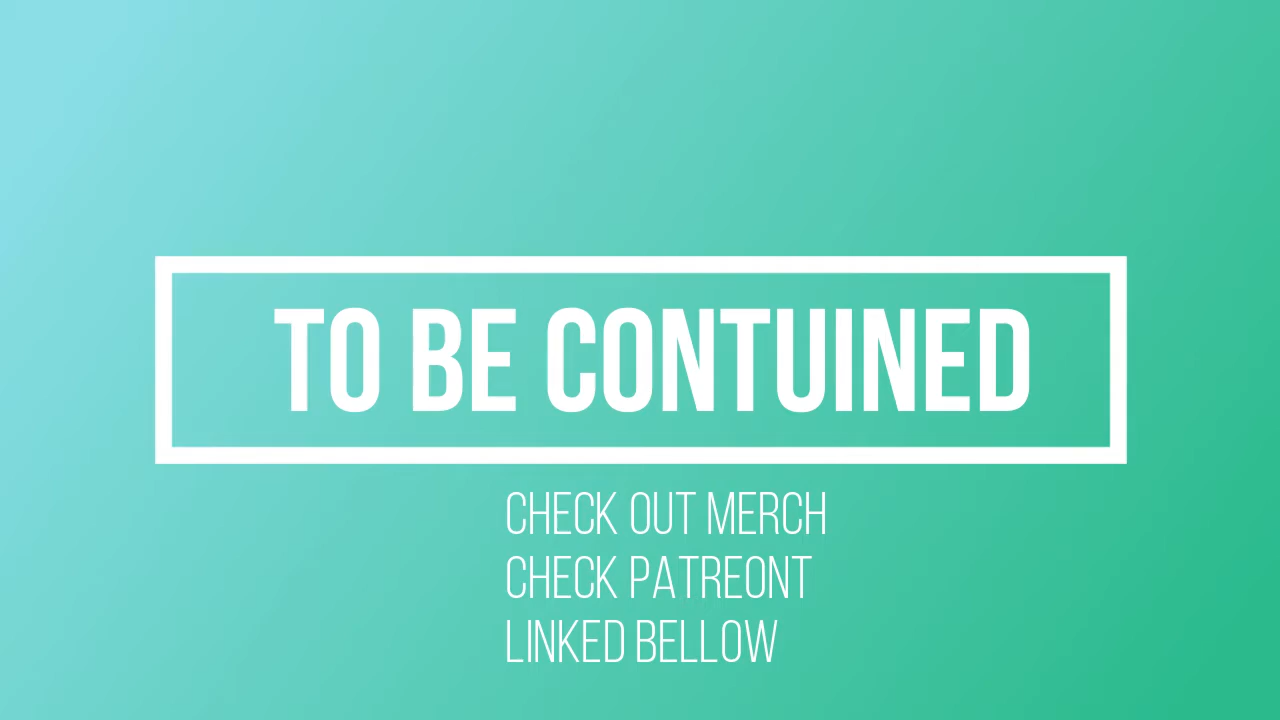 TO BE CONTUINED
CHECK OUT MERCH
CHECK PATREONT
LINKED BELLOW